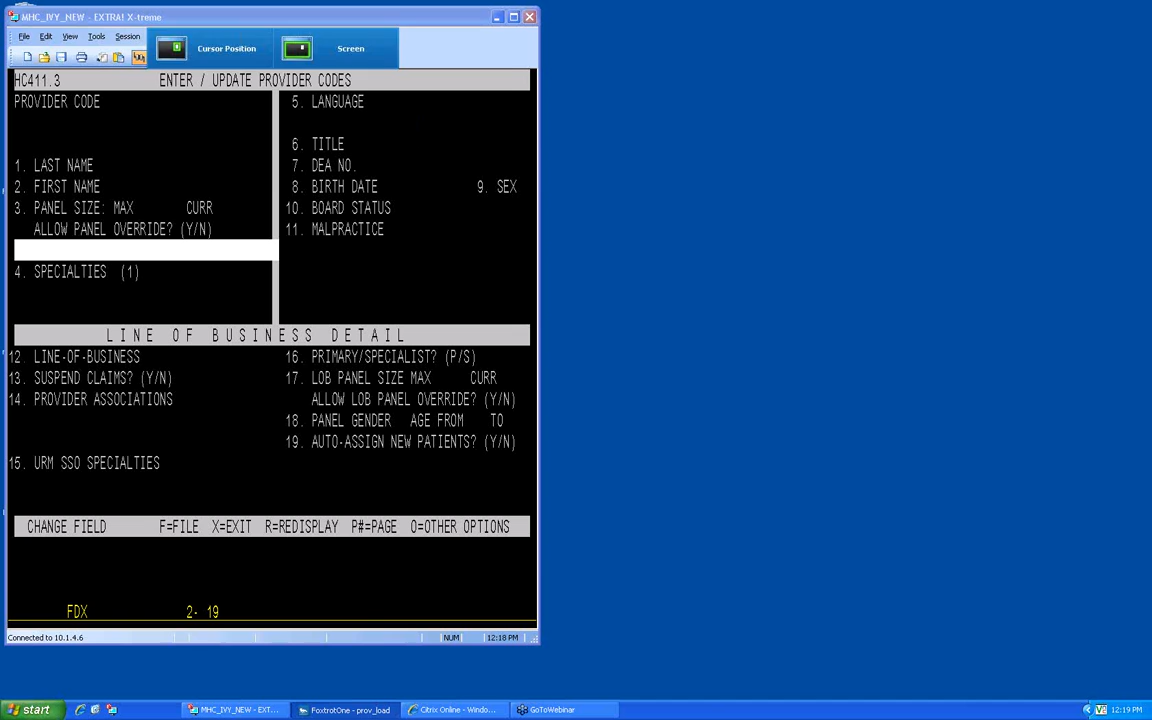 MHC_IVY_NEW - EXTRA! X-treme
File Edit View Tools Session
Cursor Position Screen
HC411.3 ENTER / UPDATE PROVIDER CODES
PROVIDER CODE 5. LANGUAGE
6. TITLE
1. LAST NAME 7. DEA NO.
2. FIRST NAME 8. BIRTH DATE 9. SEX
3. PANEL SIZE: MAX CURR 10. BOARD STATUS
ALLOW PANEL OVERRIDE? (Y/N) 11. MALPRACTICE
4. SPECIALTIES (1)
LINE OF BUSINESS DETAIL
12. LINE-OF-BUSINESS 16. PRIMARY/SPECIALIST? (P/S)
13. SUSPEND CLAIMS? (Y/N) 17. LOB PANEL SIZE MAX CURR
14. PROVIDER ASSOCIATIONS ALLOW LOB PANEL OVERRIDE? (Y/N)
18. PANEL GENDER AGE FROM TO
19. AUTO-ASSIGN NEW PATIENTS? (Y/N)
15. URM SSO SPECIALTIES
CHANGE FIELD F=FILE X=EXIT R=REDISPLAY P#=PAGE O=OTHER OPTIONS
FDX 2- 19
Connected to 10.1.4.6 NUM 12:18 PM
start MHC_IVY_NEW - EXT... FoxtrotOne - prov_load Citrix Online - Windo... GoToWebinar 12:19 PM